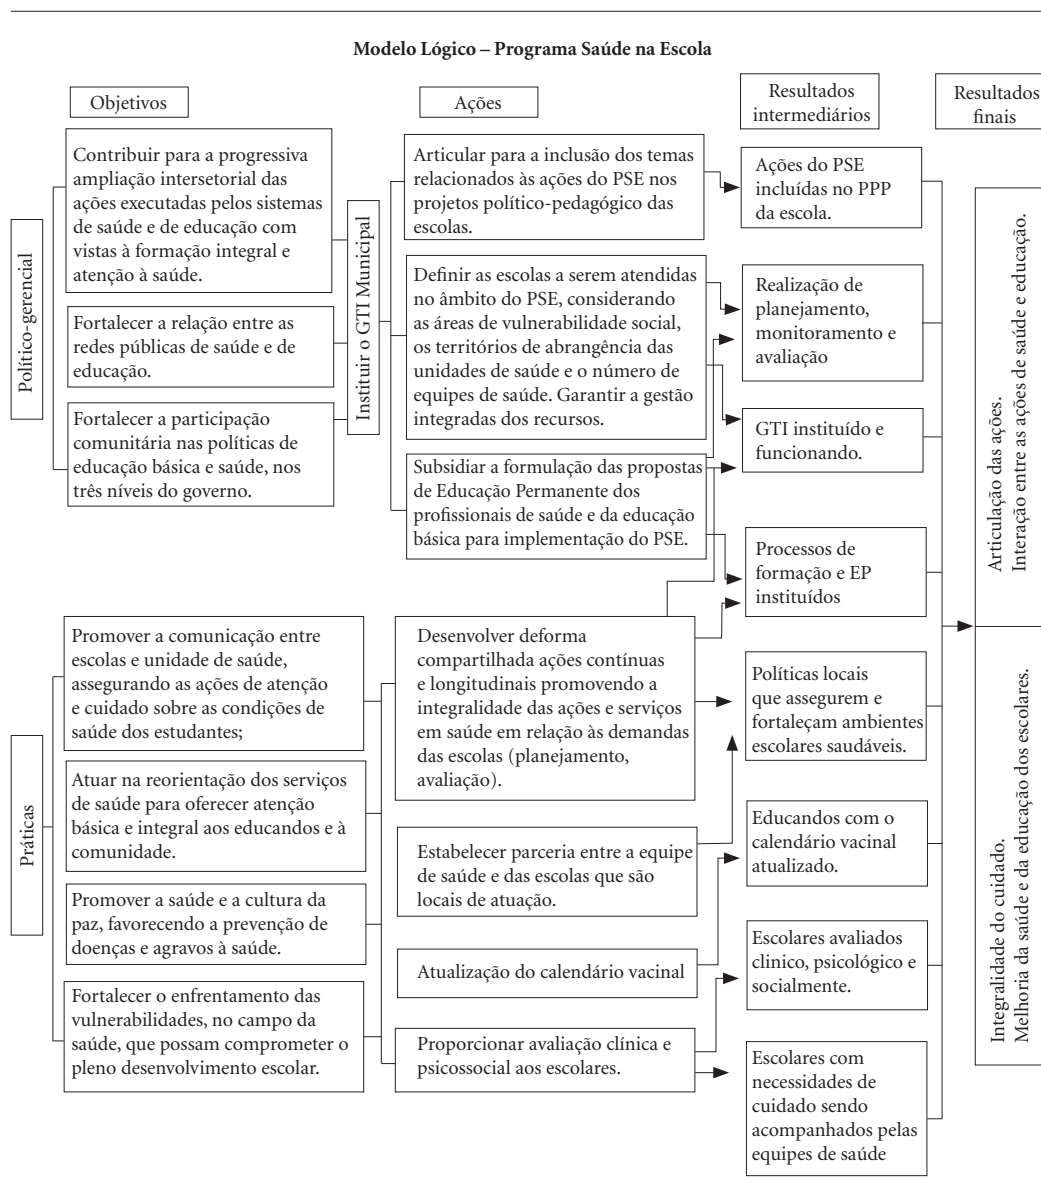 Modelo Lógico – Programa Saúde na Escola
Objetivos
Ações
Resultados
intermediários
Resultados
finais
Político-gerencial
Contribuir para a progressiva
ampliação intersetorial das
ações executadas pelos sistemas
de saúde e de educação com
vistas à formação integral e
atenção à saúde.
Fortalecer a relação entre as
redes públicas de saúde e de
educação.
Fortalecer a participação
comunitária nas políticas de
educação básica e saúde, nos
três níveis do governo.
Instituir o GTI Municipal
Articular para a inclusão dos temas
relacionados às ações do PSE nos
projetos político-pedagógico das
escolas.
Definir as escolas a serem atendidas
no âmbito do PSE, considerando
as áreas de vulnerabilidade social,
os territórios de abrangência das
unidades de saúde e o número de
equipes de saúde. Garantir a gestão
integradas dos recursos.
Subsidiar a formulação das propostas
de Educação Permanente dos
profissionais de saúde e da educação
básica para implementação do PSE.
Ações do PSE
incluídas no PPP
da escola.
Realização de
planejamento,
monitoramento e
avaliação
GTI instituído e
funcionando.
Processos de
formação e EP
instituídos
Articulação das ações.
Interação entre as ações de saúde e educação.
Práticas
Promover a comunicação entre
escolas e unidade de saúde,
assegurando as ações de atenção
e cuidado sobre as condições de
saúde dos estudantes;
Atuar na reorientação dos serviços
de saúde para oferecer atenção
básica e integral aos educandos e à
comunidade.
Promover a saúde e a cultura da
paz, favorecendo a prevenção de
doenças e agravos à saúde.
Fortalecer o enfrentamento das
vulnerabilidades, no campo da
saúde, que possam comprometer o
pleno desenvolvimento escolar.
Desenvolver deforma
compartilhada ações contínuas
e longitudinais promovendo a
integralidade das ações e serviços
em saúde em relação às demandas
das escolas (planejamento,
avaliação).
Estabelecer parceria entre a equipe
de saúde e das escolas que são
locais de atuação.
Atualização do calendário vacinal
Proporcionar avaliação clínica e
psicossocial aos escolares.
Políticas locais
que assegurem e
fortaleçam ambientes
escolares saudáveis.
Educandos com o
calendário vacinal
atualizado.
Escolares avaliados
clinico, psicológico e
socialmente.
Escolares com
necessidades de
cuidado sendo
acompanhados pelas
equipes de saúde
Integralidade do cuidado.
Melhoria da saúde e da educação dos escolares.